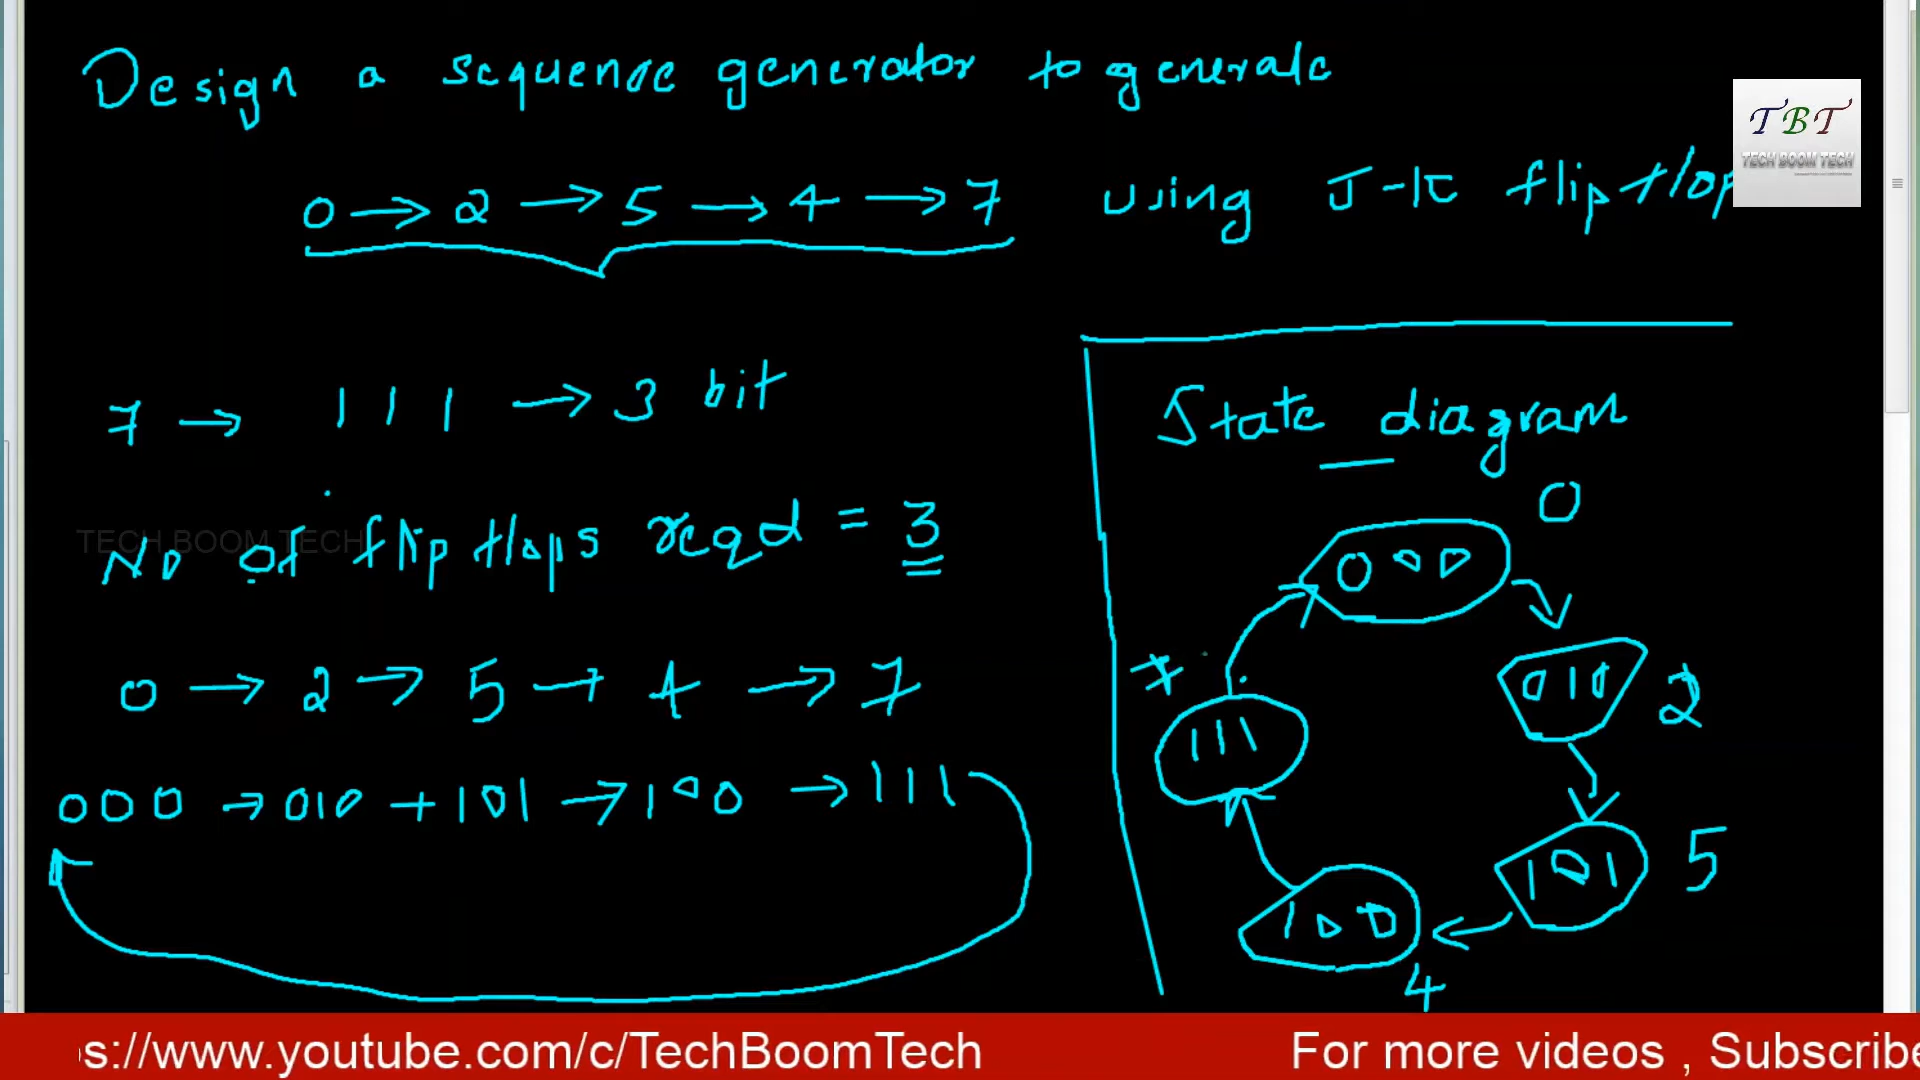 Design a sequence generator to generate
TBT
TECH BOOM TECH
0 → 2 → 5 → 4 → 7 using J-K flip flop
7 → 111 → 3 bit
TECH BOOM TECH
No of flip flops reqd = 3
0 → 2 → 5 → 4 → 7
000 → 010 → 101 → 100 → 111
State diagram
0
000
7
010 2
111
101 5
100
4
s://www.youtube.com/c/TechBoomTech For more videos , Subscribe